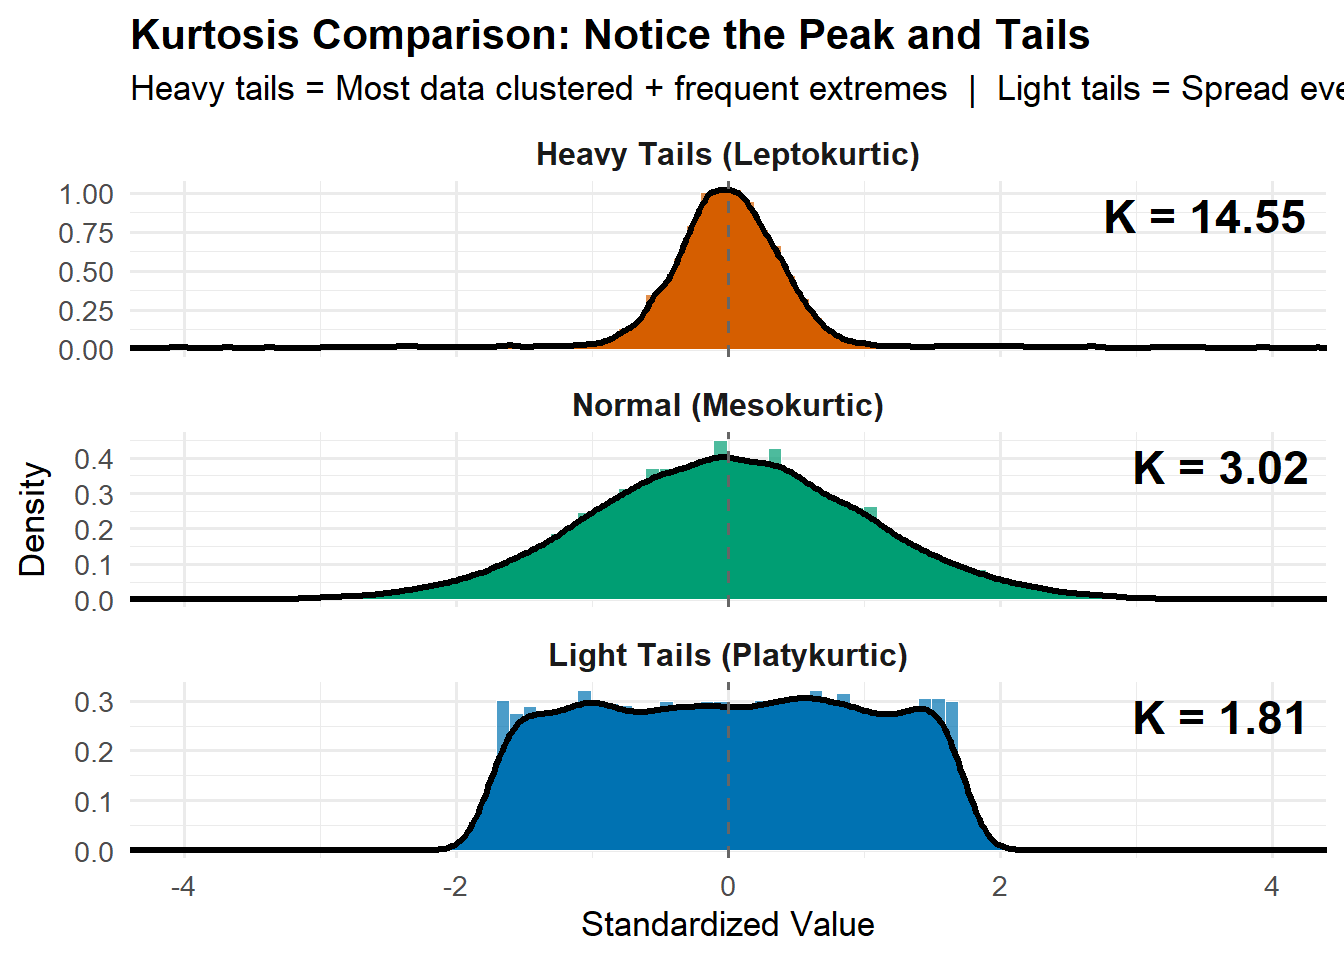 Kurtosis Comparison: Notice the Peak and Tails
Heavy tails = Most data clustered + frequent extremes | Light tails = Spread eve
Heavy Tails (Leptokurtic)
1.00
0.75
0.50
0.25
0.00
K = 14.55
Normal (Mesokurtic)
0.4
0.3
0.2
0.1
0.0
K = 3.02
Density
Light Tails (Platykurtic)
0.3
0.2
0.1
0.0
K = 1.81
-4
-2
0
2
4
Standardized Value